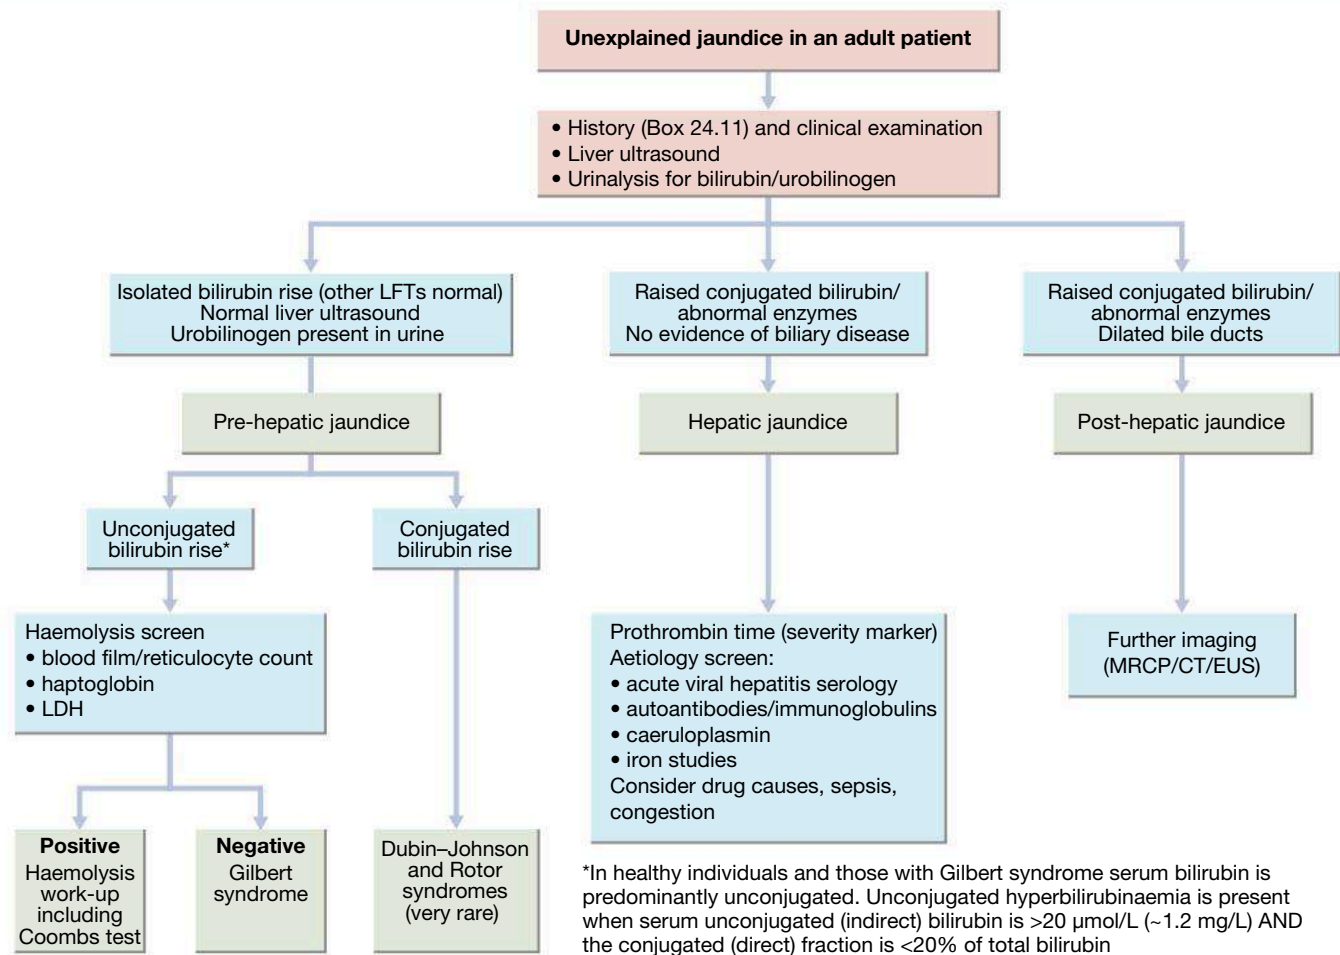 Unexplained jaundice in an adult patient
• History (Box 24.11) and clinical examination
• Liver ultrasound
• Urinalysis for bilirubin/urobilinogen
Isolated bilirubin rise (other LFTs normal)
Normal liver ultrasound
Urobilinogen present in urine
Raised conjugated bilirubin/
abnormal enzymes
No evidence of biliary disease
Raised conjugated bilirubin/
abnormal enzymes
Dilated bile ducts
Pre-hepatic jaundice
Hepatic jaundice
Post-hepatic jaundice
Unconjugated
bilirubin rise*
Conjugated
bilirubin rise
Haemolysis screen
• blood film/reticulocyte count
• haptoglobin
• LDH
Prothrombin time (severity marker)
Aetiology screen:
• acute viral hepatitis serology
• autoantibodies/immunoglobulins
• caeruloplasmin
• iron studies
Consider drug causes, sepsis,
congestion
Further imaging
(MRCP/CT/EUS)
Positive
Haemolysis
work-up
including
Coombs test
Negative
Gilbert
syndrome
Dubin–Johnson
and Rotor
syndromes
(very rare)
*In healthy individuals and those with Gilbert syndrome serum bilirubin is
predominantly unconjugated. Unconjugated hyperbilirubinaemia is present
when serum unconjugated (indirect) bilirubin is >20 μmol/L (~1.2 mg/L) AND
the conjugated (direct) fraction is <20% of total bilirubin